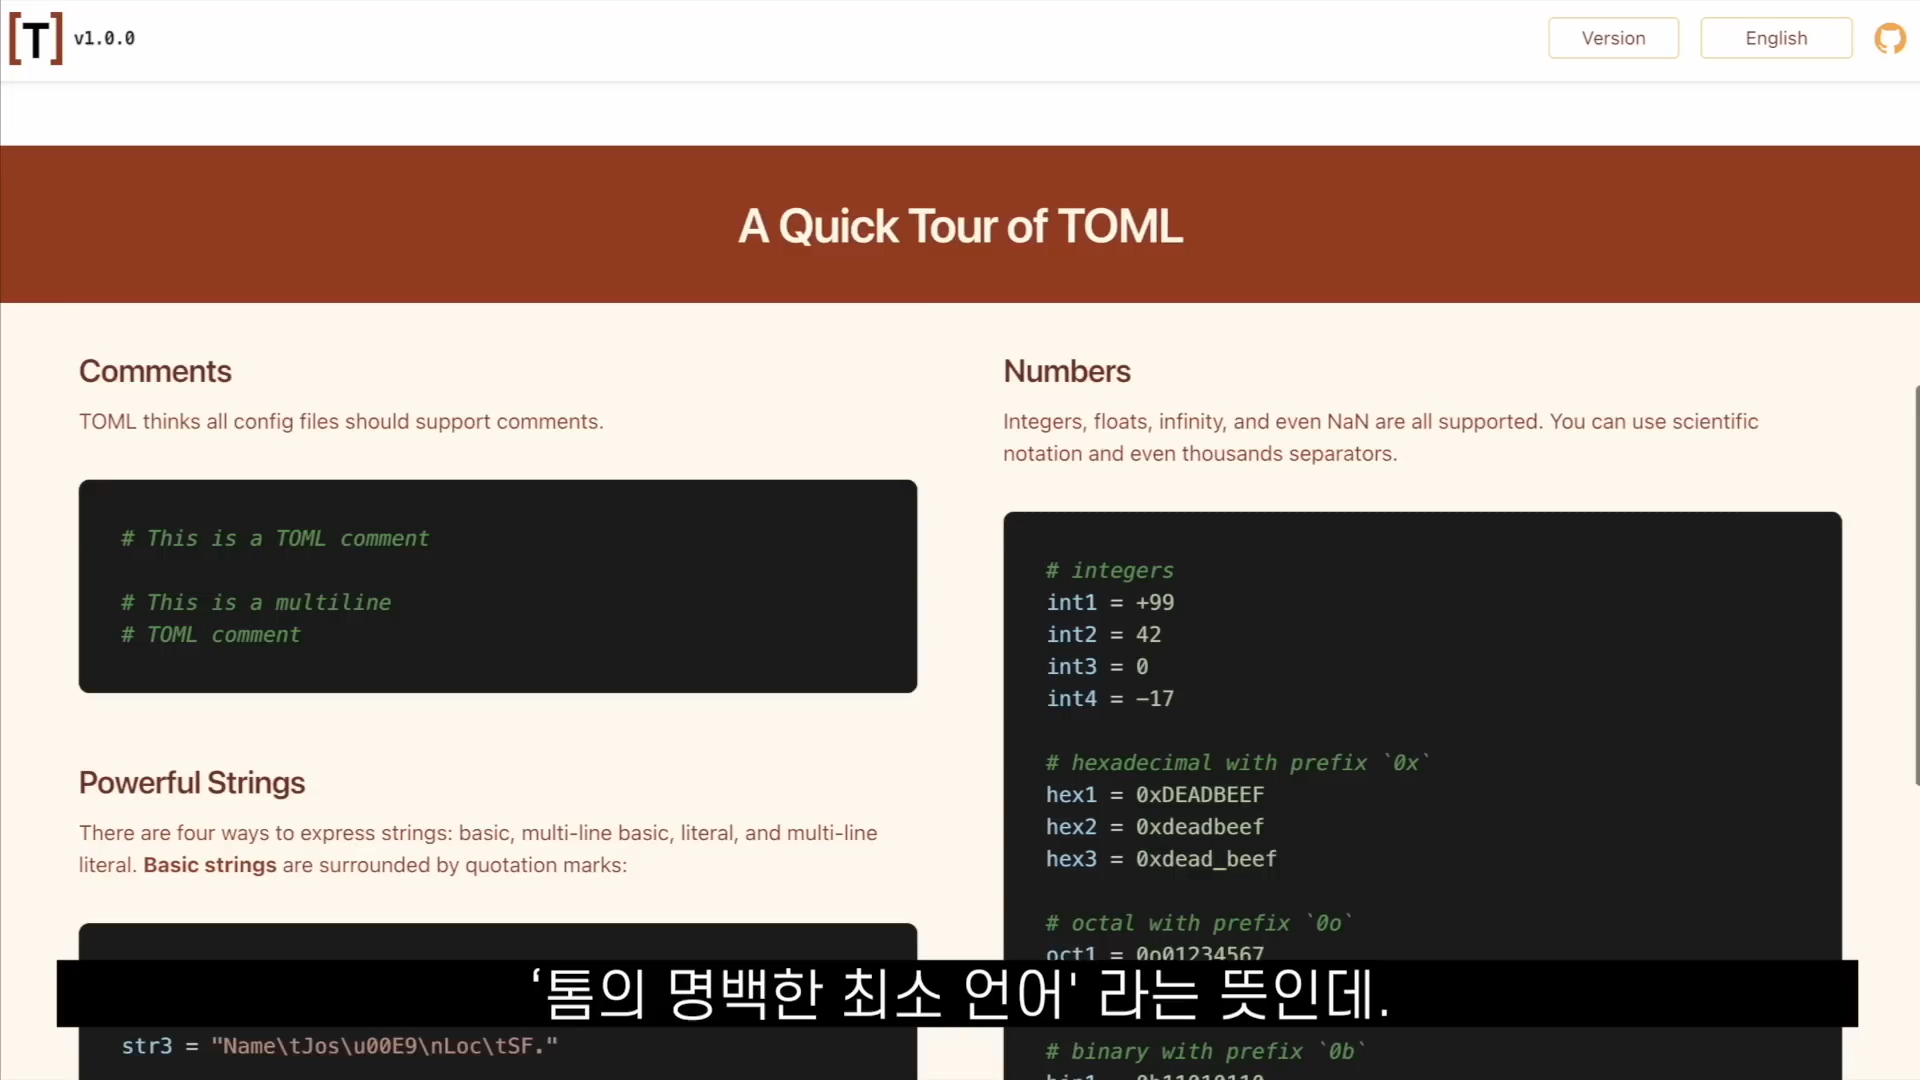 [T] v1.0.0
Version
English
A Quick Tour of TOML
Comments
TOML thinks all config files should support comments.
# This is a TOML comment
# This is a multiline
# TOML comment
Powerful Strings
There are four ways to express strings: basic, multi-line basic, literal, and multi-line
literal. Basic strings are surrounded by quotation marks:
str3 = "Name\tJos\u00E9\nLoc\tSF."
Numbers
Integers, floats, infinity, and even NaN are all supported. You can use scientific
notation and even thousands separators.
# integers
int1 = +99
int2 = 42
int3 = 0
int4 = -17
# hexadecimal with prefix `0x`
hex1 = 0xDEADBEEF
hex2 = 0xdeadbeef
hex3 = 0xdead_beef
# octal with prefix `0o`
oct1 = 0o01234567
# binary with prefix `0b`
‘톰의 명백한 최소 언어' 라는 뜻인데.